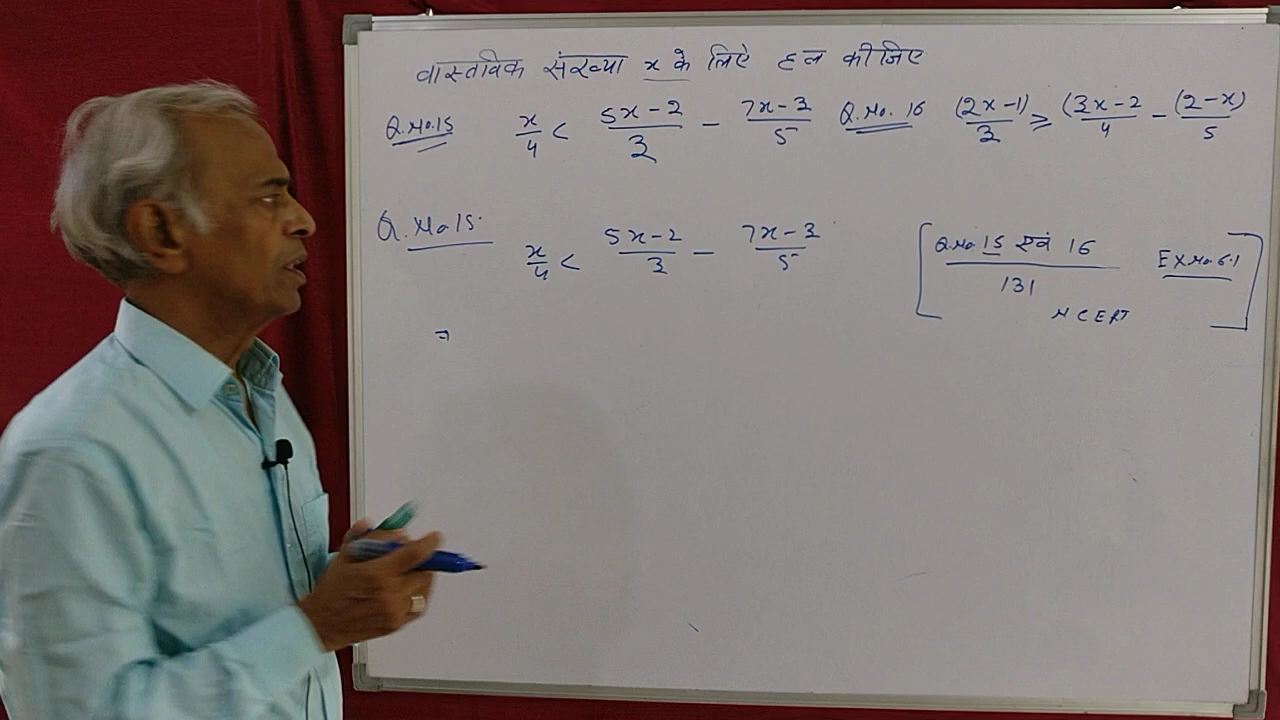 वास्तविक संख्या x के लिए हल कीजिए
Q.No.15 x/4 < (5x-2)/3 - (7x-3)/5 Q.No. 16 (2x-1)/3 ≥ (3x-2/4 - (2-x)/5
Q.No15. x/4 < (5x-2)/3 - (7x-3)/5
[Q.No 15 एवं 16 / 131 EX No 6.1
NCERT]
⇒